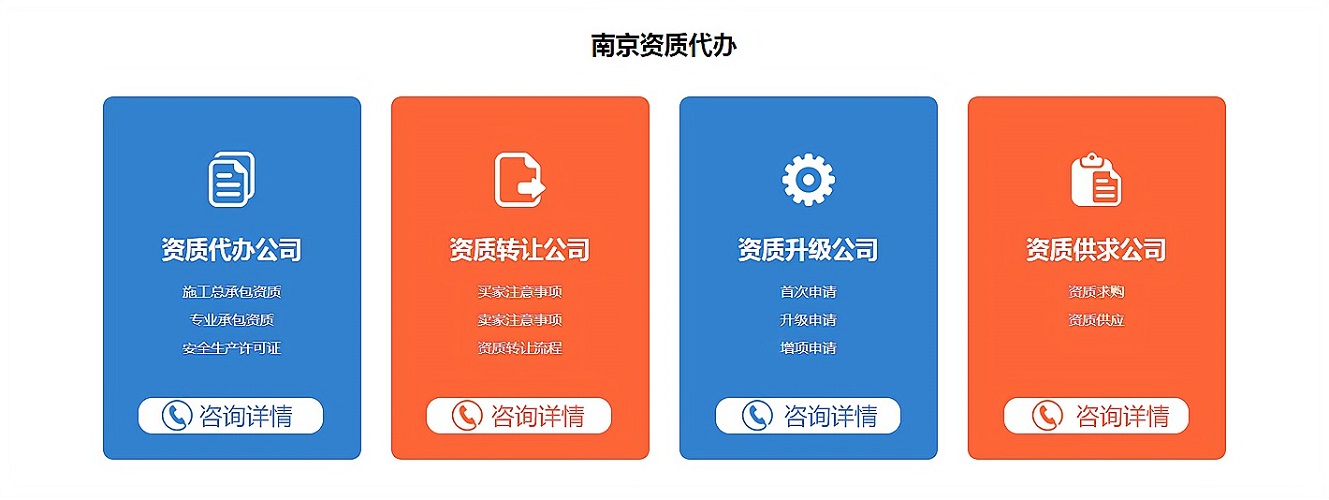 南京资质代办
资质代办公司
施工总承包资质
专业承包资质
安全生产许可证
咨询详情
资质转让公司
买家注意事项
卖家注意事项
资质转让流程
咨询详情
资质升级公司
首次申请
升级申请
增项申请
咨询详情
资质供求公司
资质求购
资质供应
咨询详情